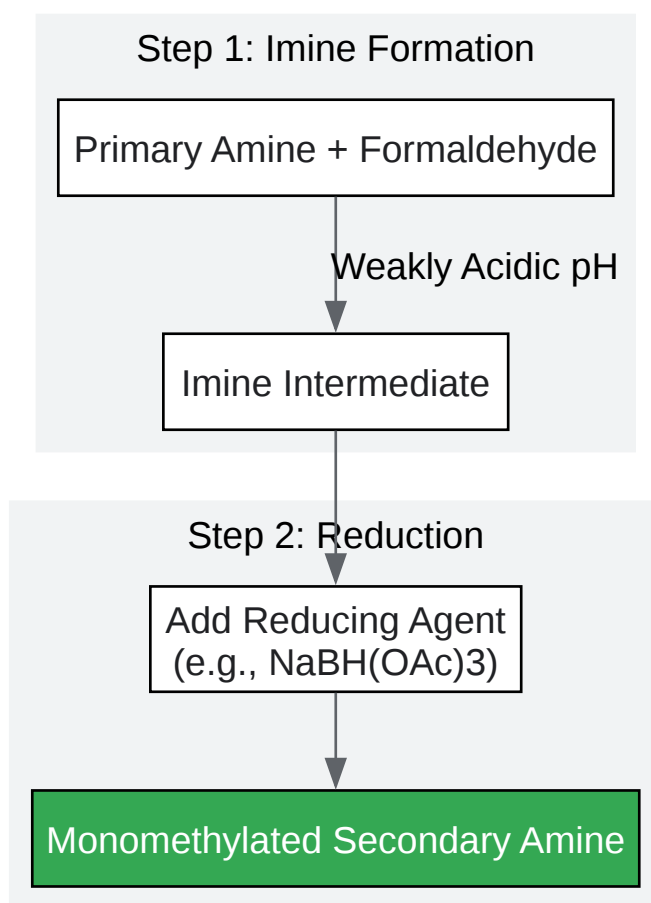 Step 1: Imine Formation
Primary Amine + Formaldehyde
Weakly Acidic pH
Imine Intermediate
Step 2: Reduction
Add Reducing Agent
(e.g., NaBH(OAc)3)
Monomethylated Secondary Amine